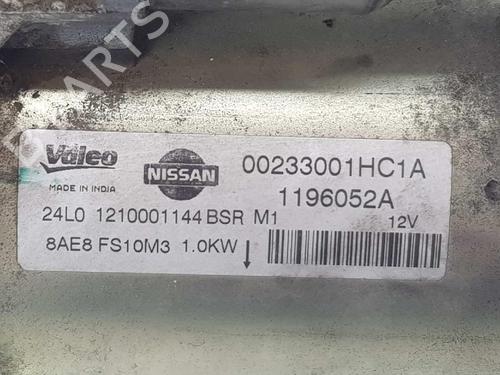 Valeo
MADE IN INDIA
NISSAN
00233001HC1A
1196052A
24L0 1210001144 BSR M1
12V
8AE8 FS10M3 1.0KW